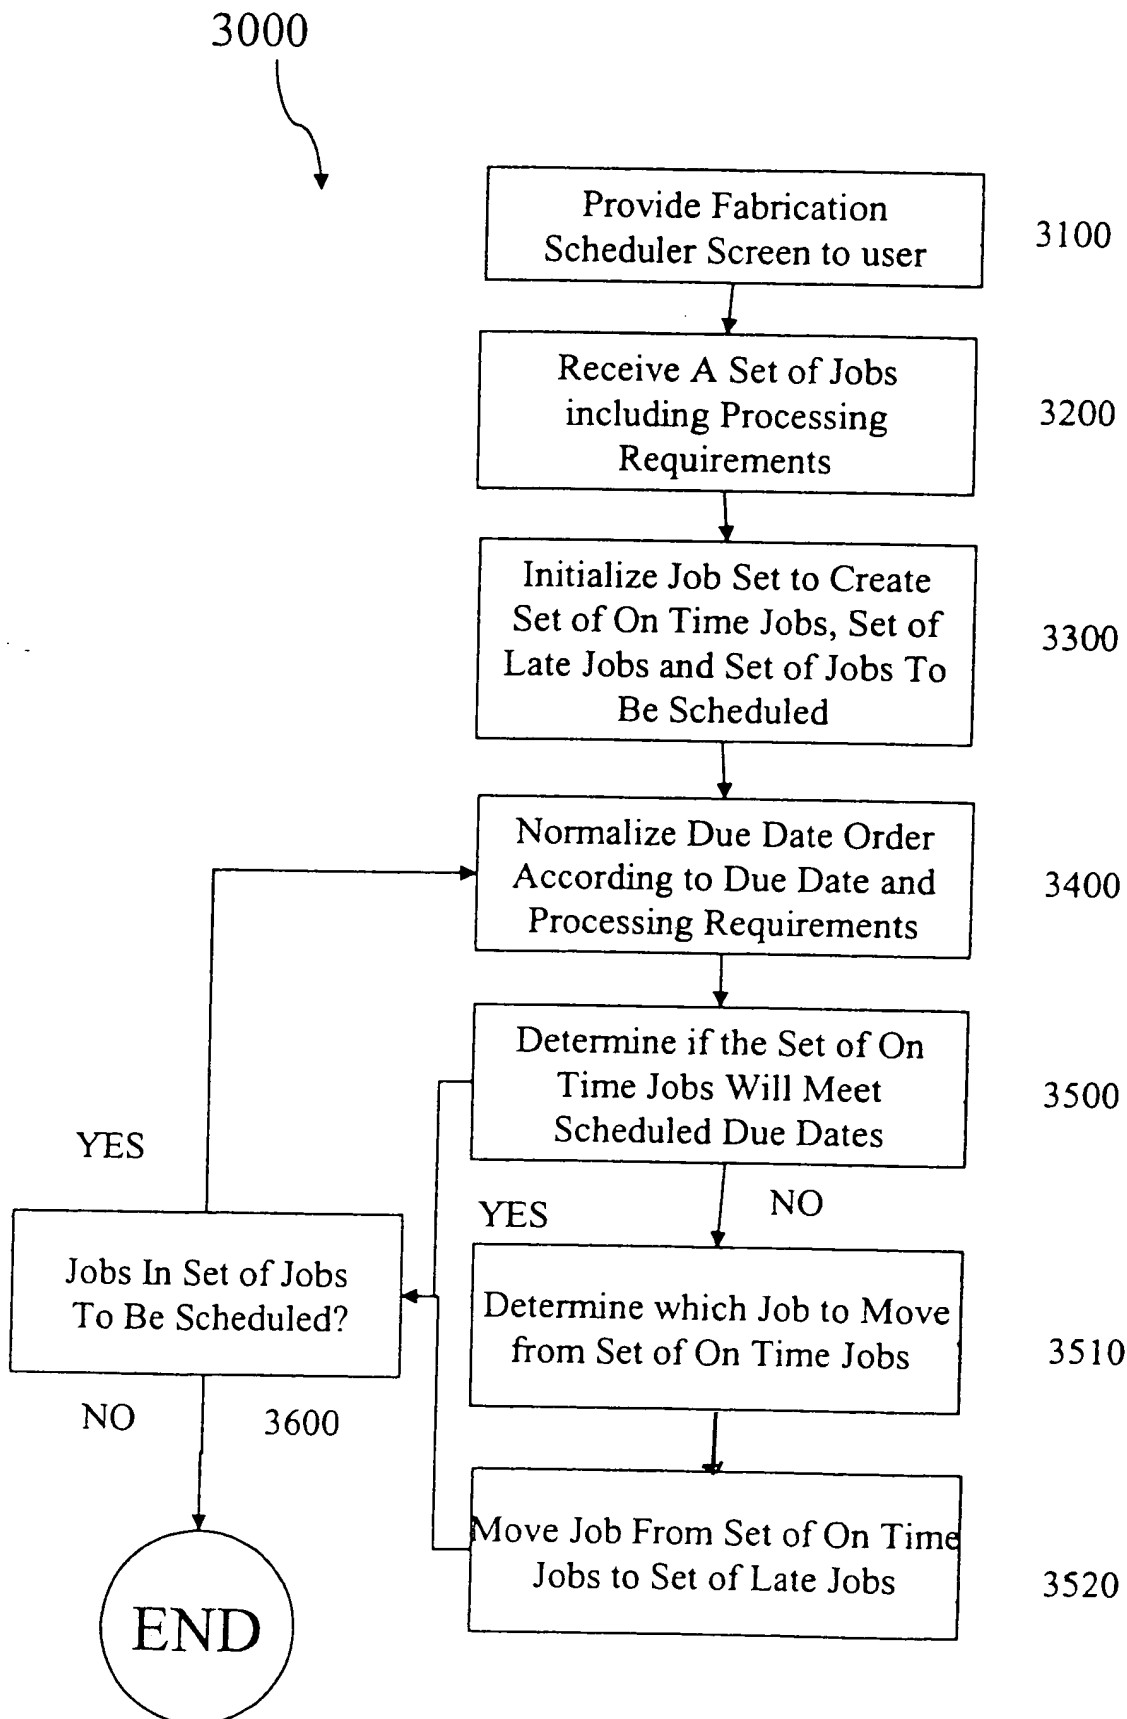 3000
Provide Fabrication
Scheduler Screen to user
3100
Receive A Set of Jobs
including Processing
Requirements
3200
Initialize Job Set to Create
Set of On Time Jobs, Set of
Late Jobs and Set of Jobs To
Be Scheduled
3300
Normalize Due Date Order
According to Due Date and
Processing Requirements
3400
Determine if the Set of On
Time Jobs Will Meet
Scheduled Due Dates
3500
YES
NO
YES
Jobs In Set of Jobs
To Be Scheduled?
Determine which Job to Move
from Set of On Time Jobs
3510
NO
3600
Move Job From Set of On Time
Jobs to Set of Late Jobs
3520
END